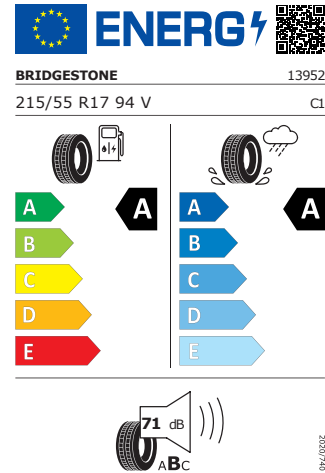 ENERG
BRIDGESTONE 13952
215/55 R17 94 V C1
A A A A
B B
C C
D D
E E
71 dB
ABC
2020/740